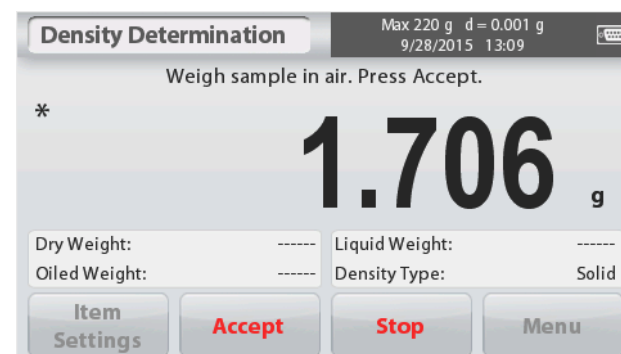 Density Determination
Max 220 g d = 0.001 g
9/28/2015 13:09
Weigh sample in air. Press Accept.
*
1.706 g
Dry Weight: ------ Liquid Weight: ------
Oiled Weight: ------ Density Type: Solid
Item
Settings
Accept
Stop
Menu